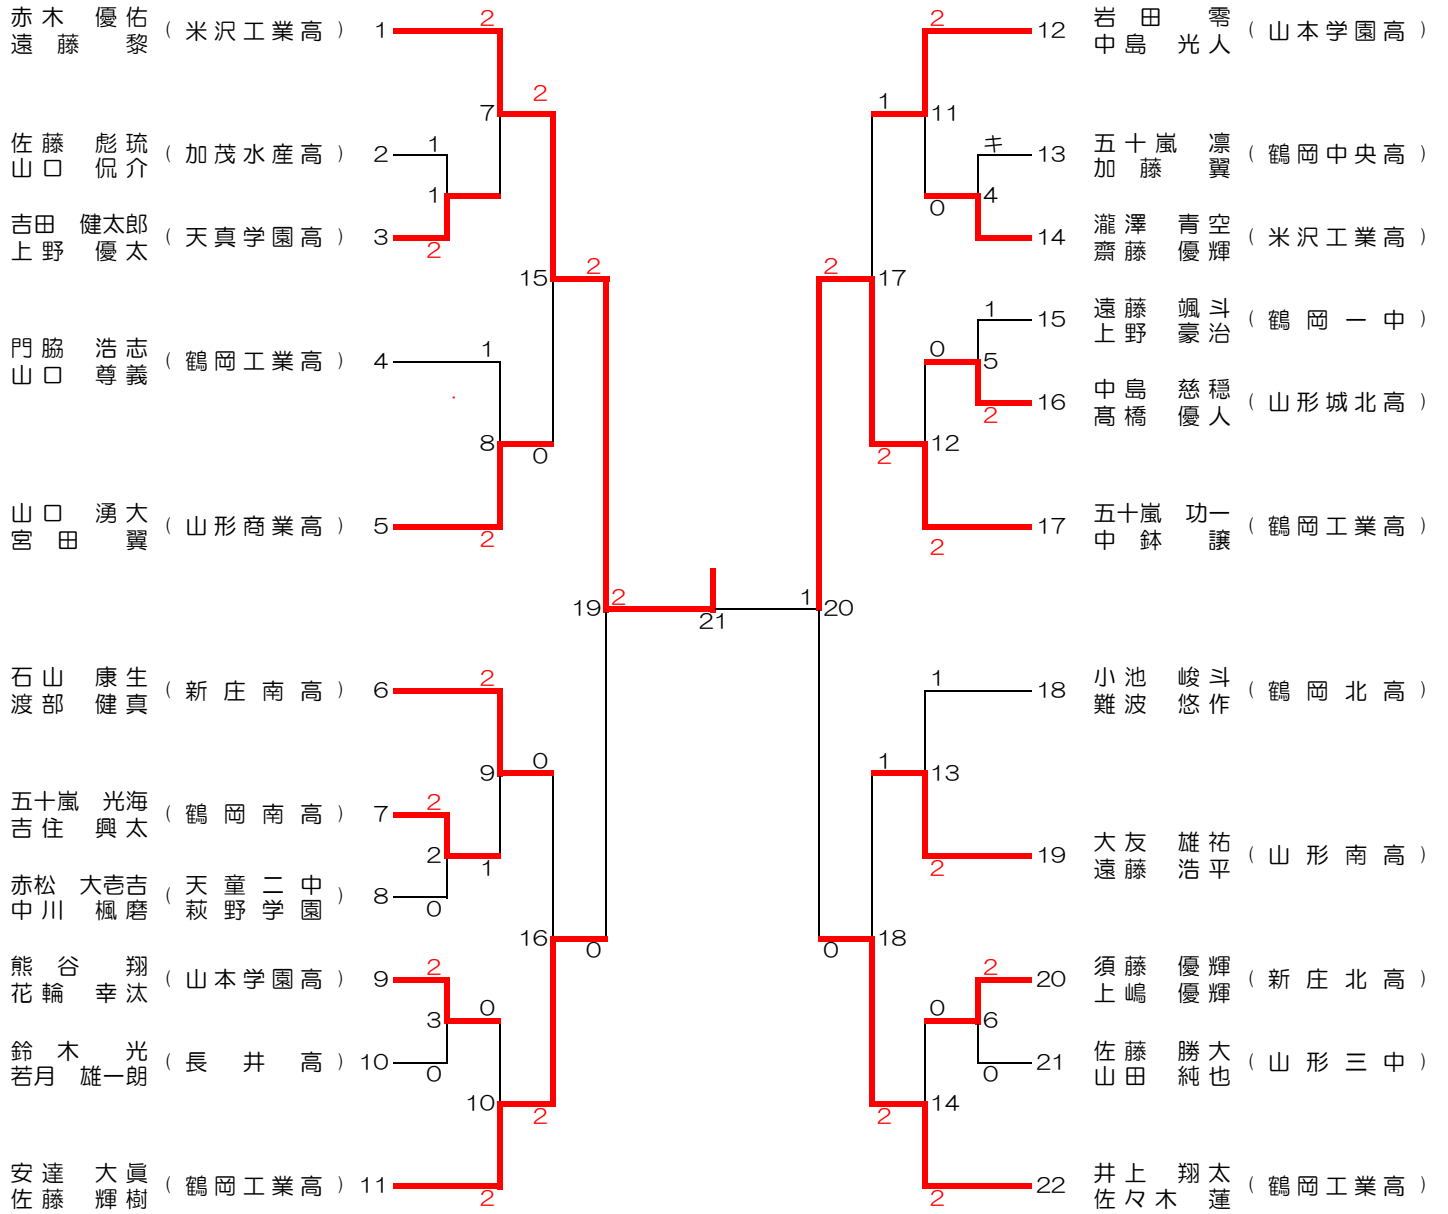 赤木 優佑
遠藤 黎
( 米沢工業高 ) 1
2
佐藤 彪琉
山口 侃介
( 加茂水産高 ) 2
1
吉田 健太郎
上野 優太
( 天真学園高 ) 3
2
1
7
2
門脇 浩志
山口 尊義
( 鶴岡工業高 ) 4
1
山口 湧大
宮田 翼
( 山形商業高 ) 5
2
8
0
15
2
石山 康生
渡部 健真
( 新庄南高 ) 6
2
五十嵐 光海
吉住 興太
( 鶴岡南高 ) 7
2
赤松 大壱吉
中川 楓磨
( 天童二中
萩野学園 ) 8
0
2
1
9
0
熊谷 翔
花輪 幸汰
( 山本学園高 ) 9
2
鈴木 光
若月 雄一朗
( 長井高 ) 10
0
3
0
安達 大眞
佐藤 輝樹
( 鶴岡工業高 ) 11
2
10
2
16
0
19
2
21
1
20
2
12
岩田 零
中島 光人
( 山本学園高 )
キ
13
五十嵐 凛
加藤 翼
( 鶴岡中央高 )
14
瀧澤 青空
齋藤 優輝
( 米沢工業高 )
4
0
11
1
1
15
遠藤 颯斗
上野 豪治
( 鶴岡一中 )
2
16
中島 慈穏
髙橋 優人
( 山形城北高 )
5
0
2
17
五十嵐 功一
中鉢 譲
( 鶴岡工業高 )
12
2
17
2
1
18
小池 峻斗
難波 悠作
( 鶴岡北高 )
2
19
大友 雄祐
遠藤 浩平
( 山形南高 )
13
1
2
20
須藤 優輝
上嶋 優輝
( 新庄北高 )
0
21
佐藤 勝大
山田 純也
( 山形三中 )
6
0
2
22
井上 翔太
佐々木 蓮
( 鶴岡工業高 )
14
2
18
0